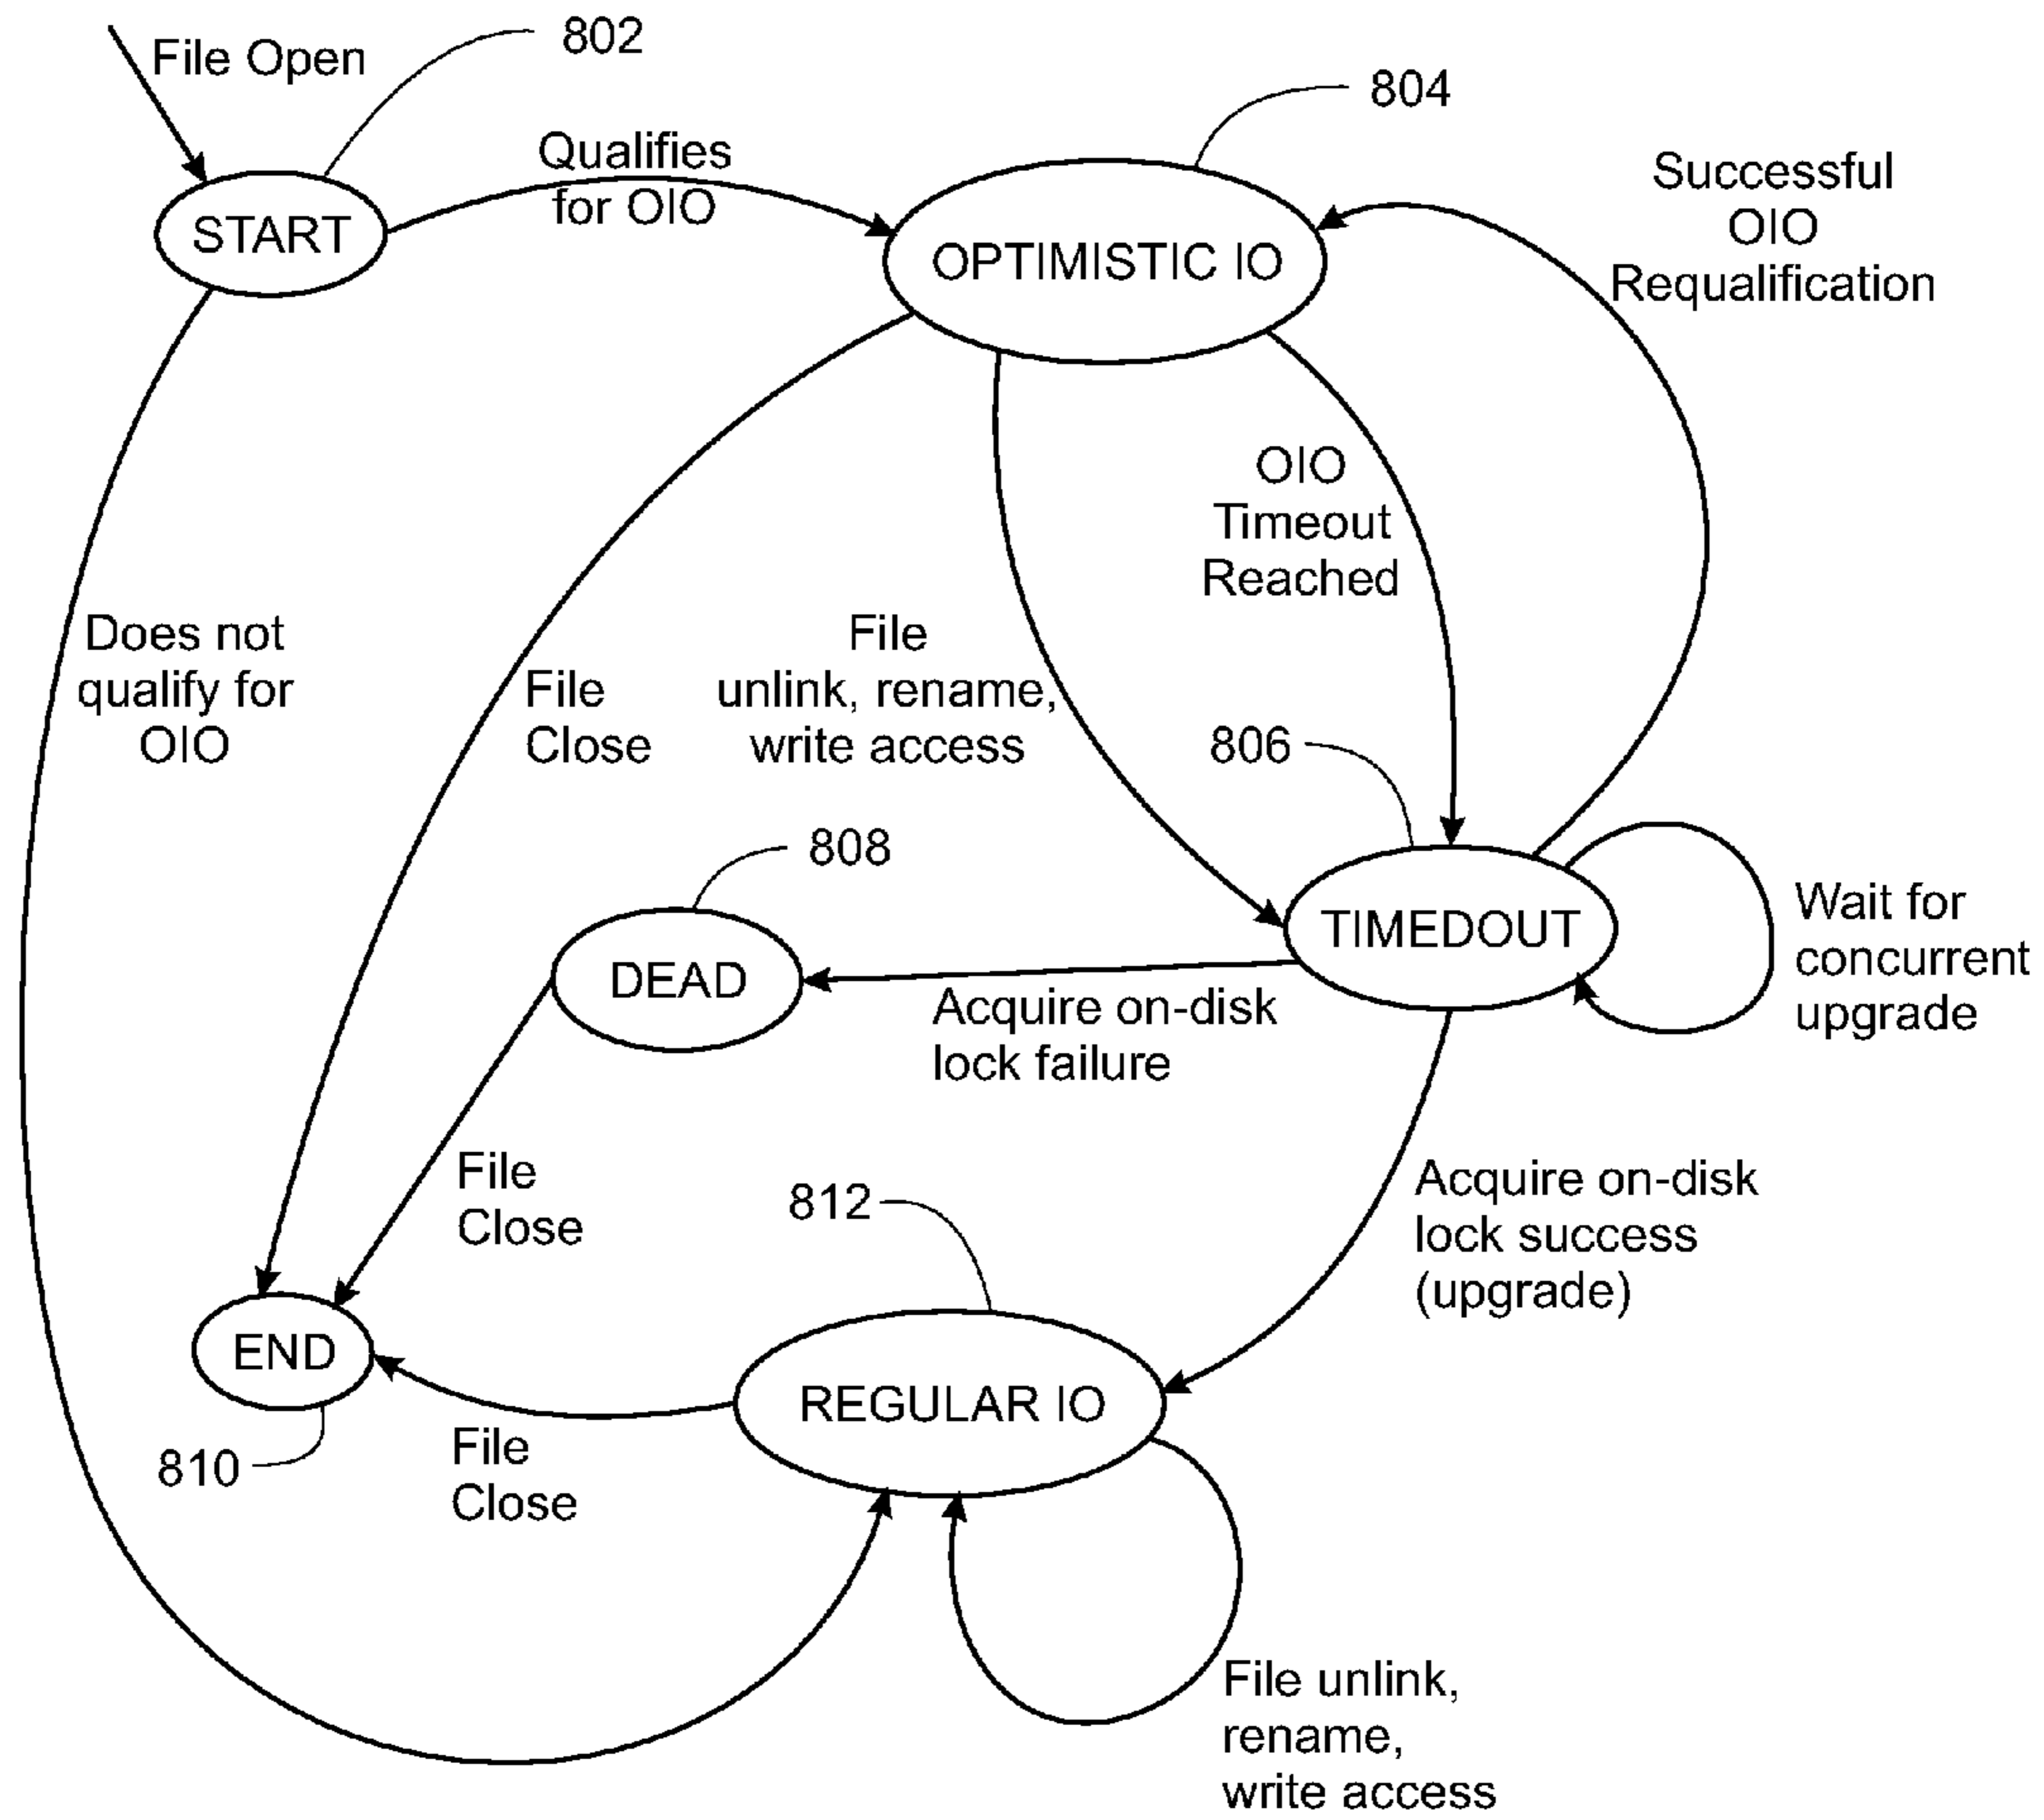 File Open
802
804
Qualifies
for OIO
Successful
OIO
Requalification
START
OPTIMISTIC IO
OIO
Timeout
Reached
Does not
qualify for
OIO
File
Close
File
unlink, rename,
write access
806
808
TIMEDOUT
Wait for
concurrent
upgrade
DEAD
Acquire on-disk
lock failure
File
Close
812
Acquire on-disk
lock success
(upgrade)
END
REGULAR IO
810
File
Close
File unlink,
rename,
write access